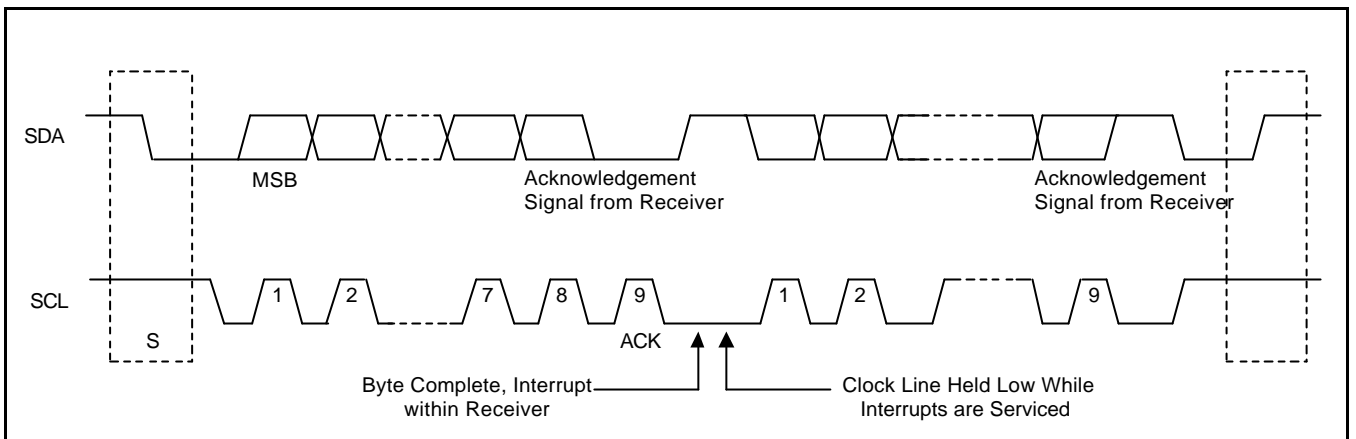 SDA
MSB
Acknowledgement
Signal from Receiver
Acknowledgement
Signal from Receiver
SCL
1
2
7
8
9
1
2
9
S
ACK
Byte Complete, Interrupt
within Receiver
Clock Line Held Low While
Interrupts are Serviced